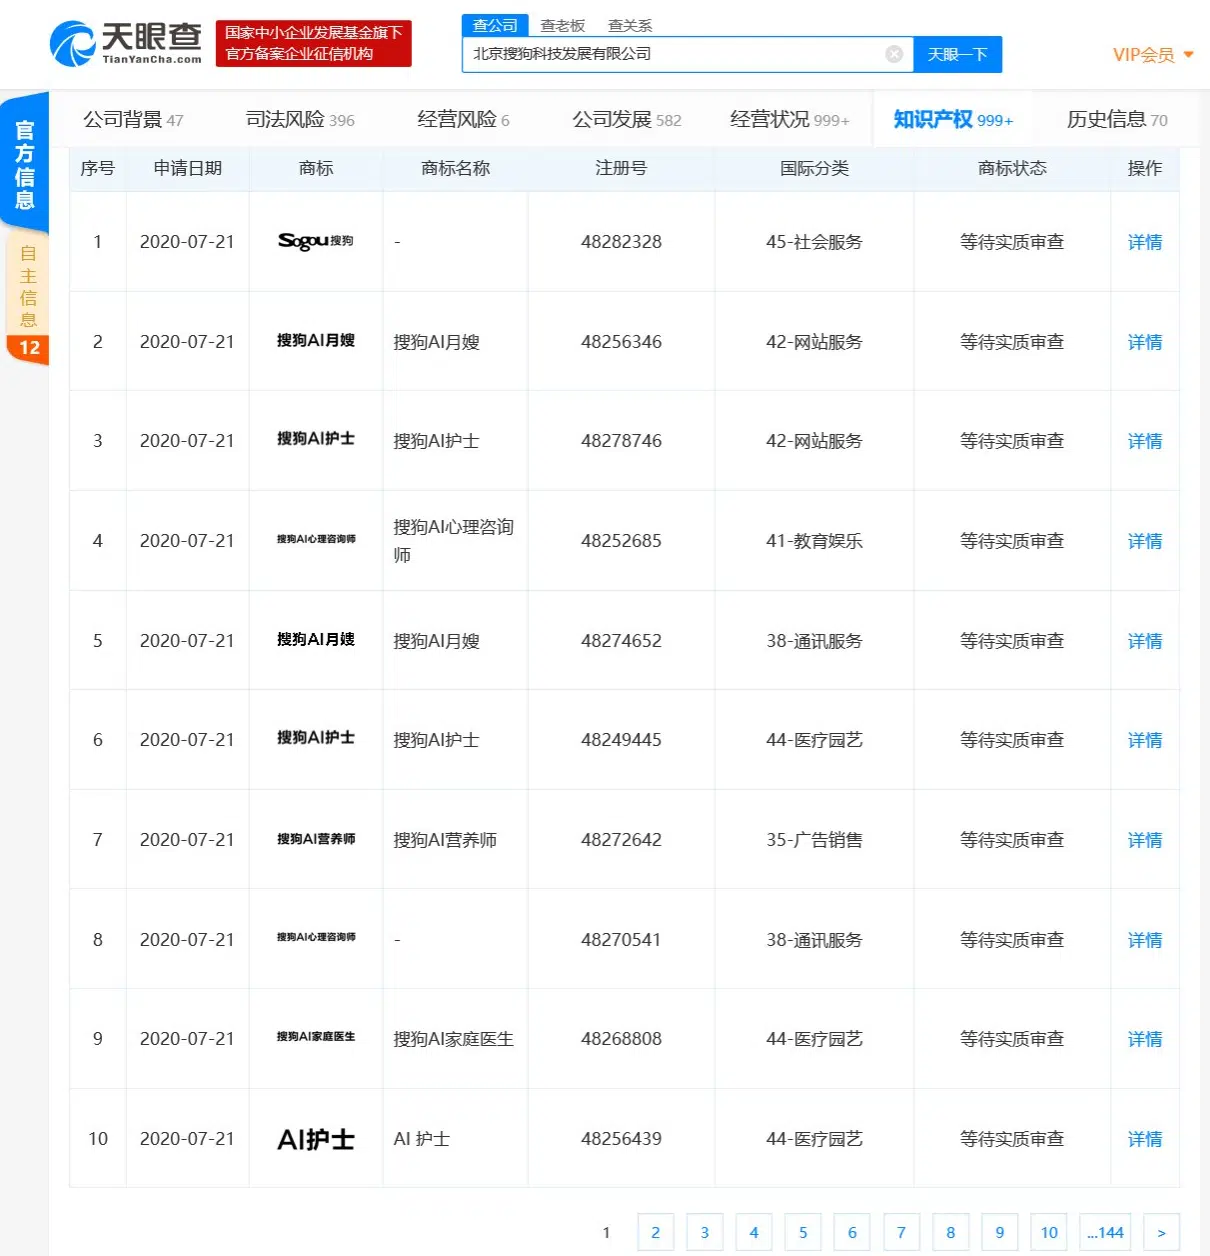 天眼查
TianYanCha.com
国家中小企业发展基金旗下
官方备案企业征信机构
查公司 查老板 查关系
北京搜狗科技发展有限公司 天眼一下
VIP会员
官方信息
自主信息
12
公司背景 47 司法风险 396 经营风险 6 公司发展 582 经营状况 999+ 知识产权 999+ 历史信息 70
序号 申请日期 商标 商标名称 注册号 国际分类 商标状态 操作
1 2020-07-21 Sogou搜狗 - 48282328 45-社会服务 等待实质审查 详情
2 2020-07-21 搜狗AI月嫂 搜狗AI月嫂 48256346 42-网站服务 等待实质审查 详情
3 2020-07-21 搜狗AI护士 搜狗AI护士 48278746 42-网站服务 等待实质审查 详情
4 2020-07-21 搜狗AI心理咨询师 搜狗AI心理咨询师 48252685 41-教育娱乐 等待实质审查 详情
5 2020-07-21 搜狗AI月嫂 搜狗AI月嫂 48274652 38-通讯服务 等待实质审查 详情
6 2020-07-21 搜狗AI护士 搜狗AI护士 48249445 44-医疗园艺 等待实质审查 详情
7 2020-07-21 搜狗AI营养师 搜狗AI营养师 48272642 35-广告销售 等待实质审查 详情
8 2020-07-21 搜狗AI心理咨询师 - 48270541 38-通讯服务 等待实质审查 详情
9 2020-07-21 搜狗AI家庭医生 搜狗AI家庭医生 48268808 44-医疗园艺 等待实质审查 详情
10 2020-07-21 AI护士 AI 护士 48256439 44-医疗园艺 等待实质审查 详情
1 2 3 4 5 6 7 8 9 10 ...144 >